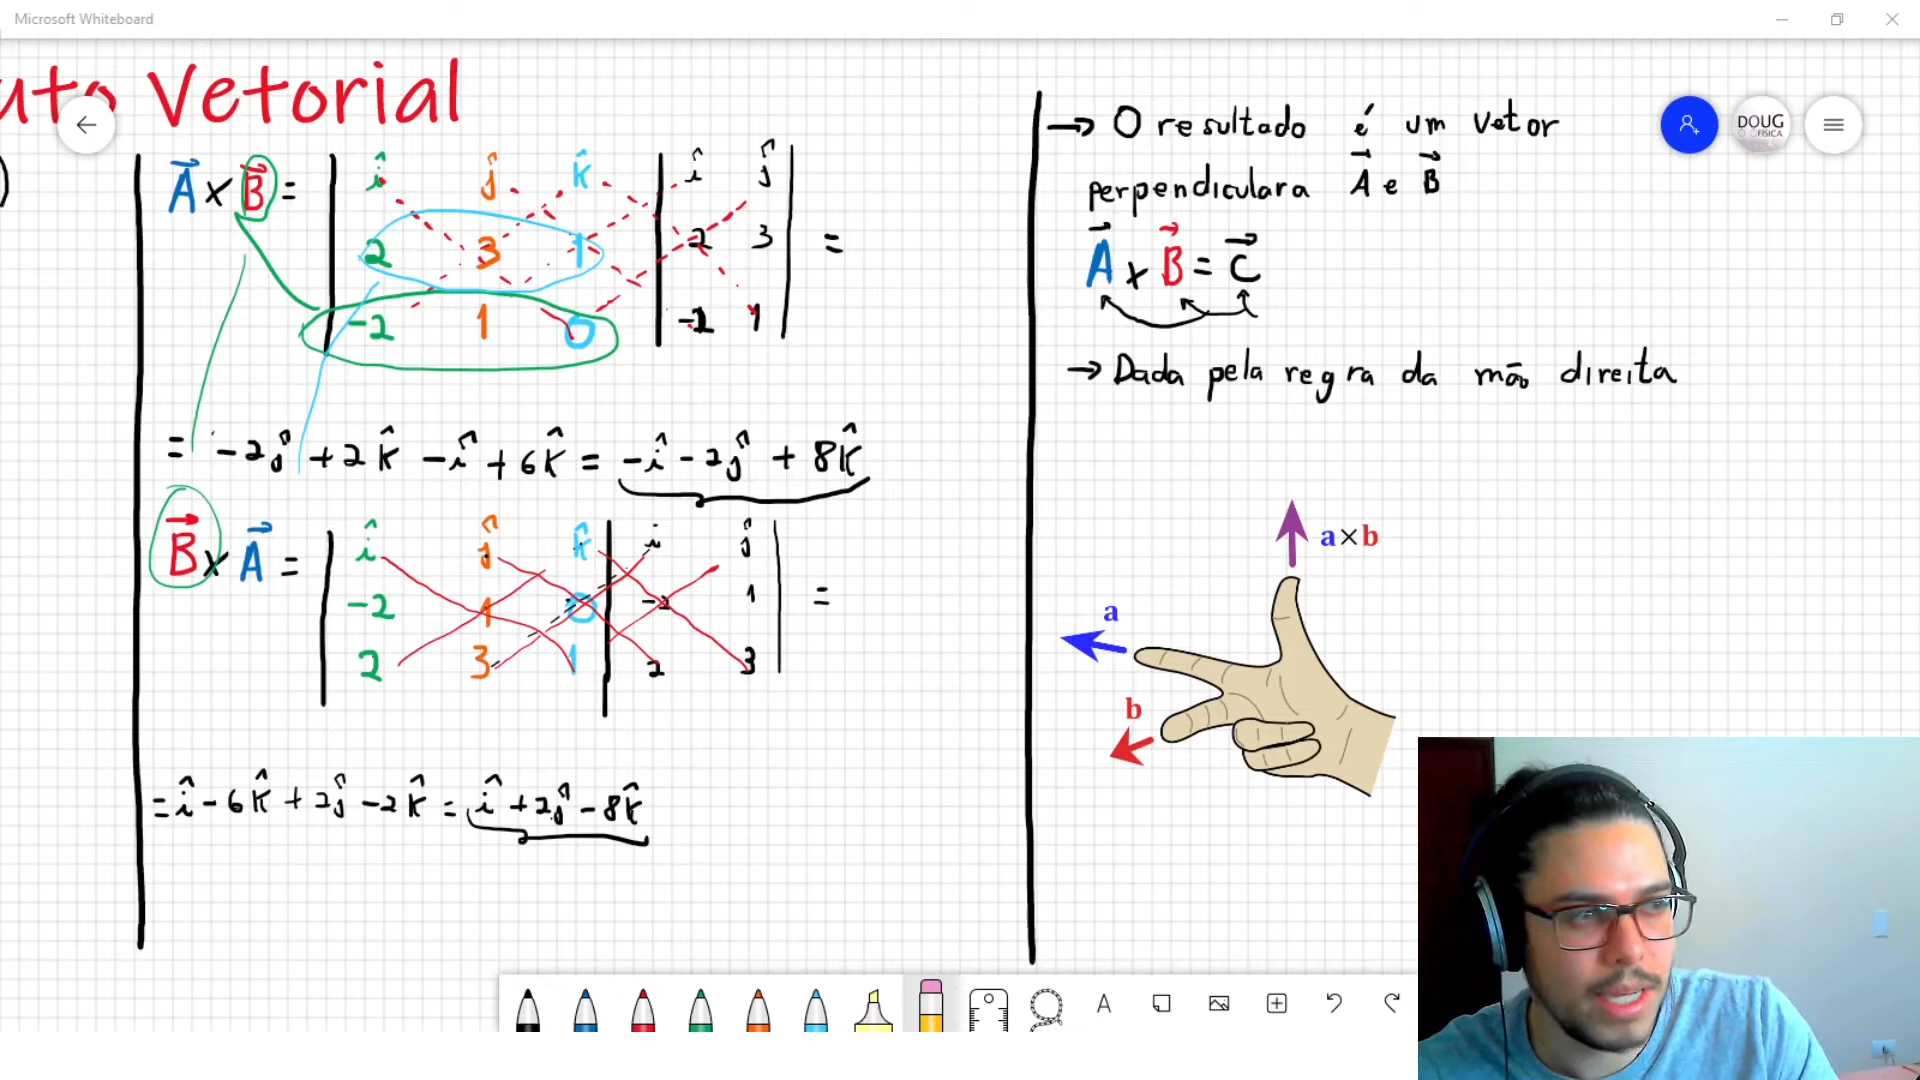 Microsoft Whiteboard
uto Vetorial
A × B =
î ĵ k̂ î ĵ
2 3 1 2 3 =
-2 1 0 -2 1
= -2ĵ + 2k̂ - î + 6k̂ = -î - 2ĵ + 8k̂
B × A =
î ĵ k̂ i ĵ
-2 1 0 -2 1 =
2 3 1 2 3
= î - 6k̂ + 2ĵ - 2k̂ = î + 2ĵ - 8k̂
→ O resultado é um vetor
perpendicular a A e B
A × B = C
→ Dada pela regra da mão direita
a×b
a
b
DOUG
FÍSICA